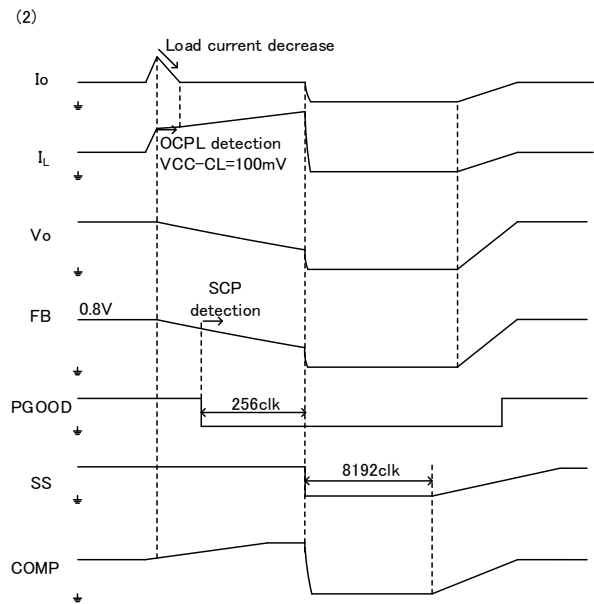 (2)
Load current decrease
Io
OCPL detection
VCC-CL=100mV
IL
Vo
SCP
detection
0.8V
FB
PGOOD
256clk
SS
8192clk
COMP